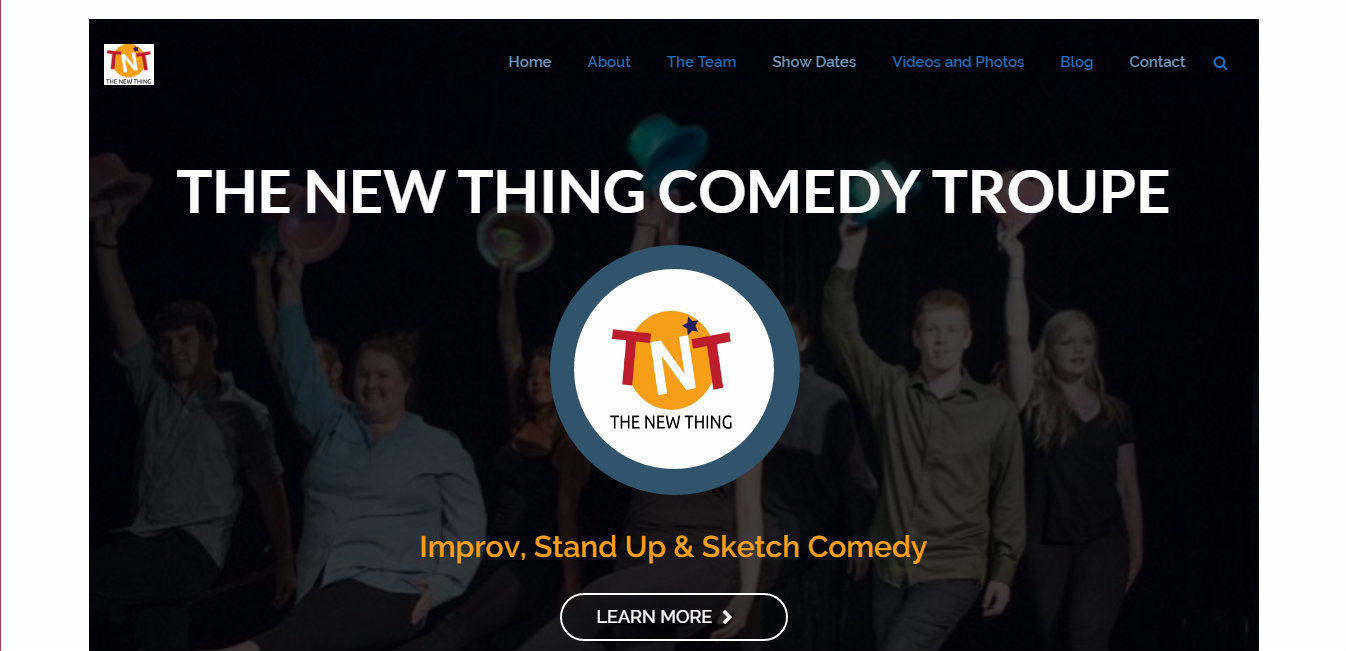 TNT
THE NEW THING
Home About The Team Show Dates Videos and Photos Blog Contact
THE NEW THING COMEDY TROUPE
TNT
THE NEW THING
Improv, Stand Up & Sketch Comedy
LEARN MORE